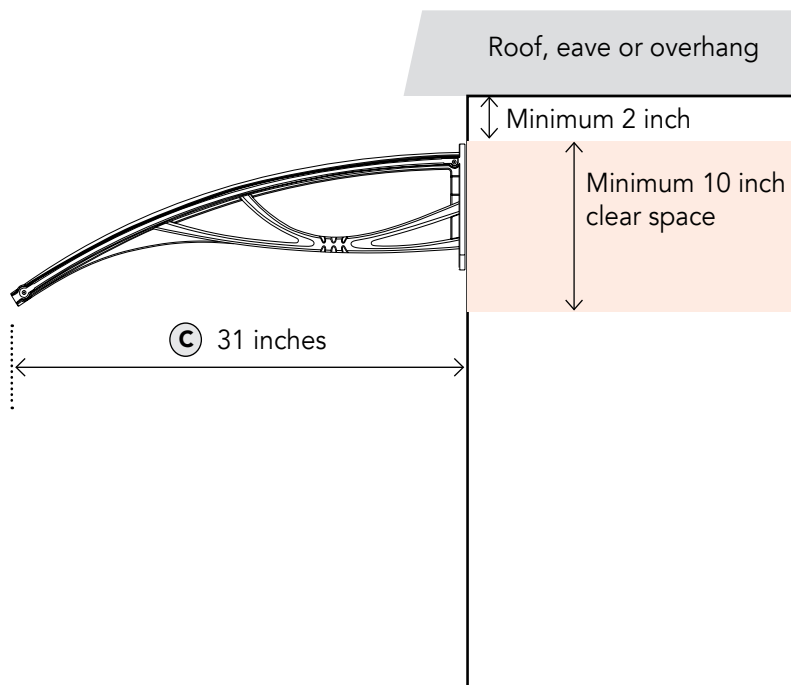 Roof, eave or overhang
Minimum 2 inch
Minimum 10 inch
clear space
C 31 inches